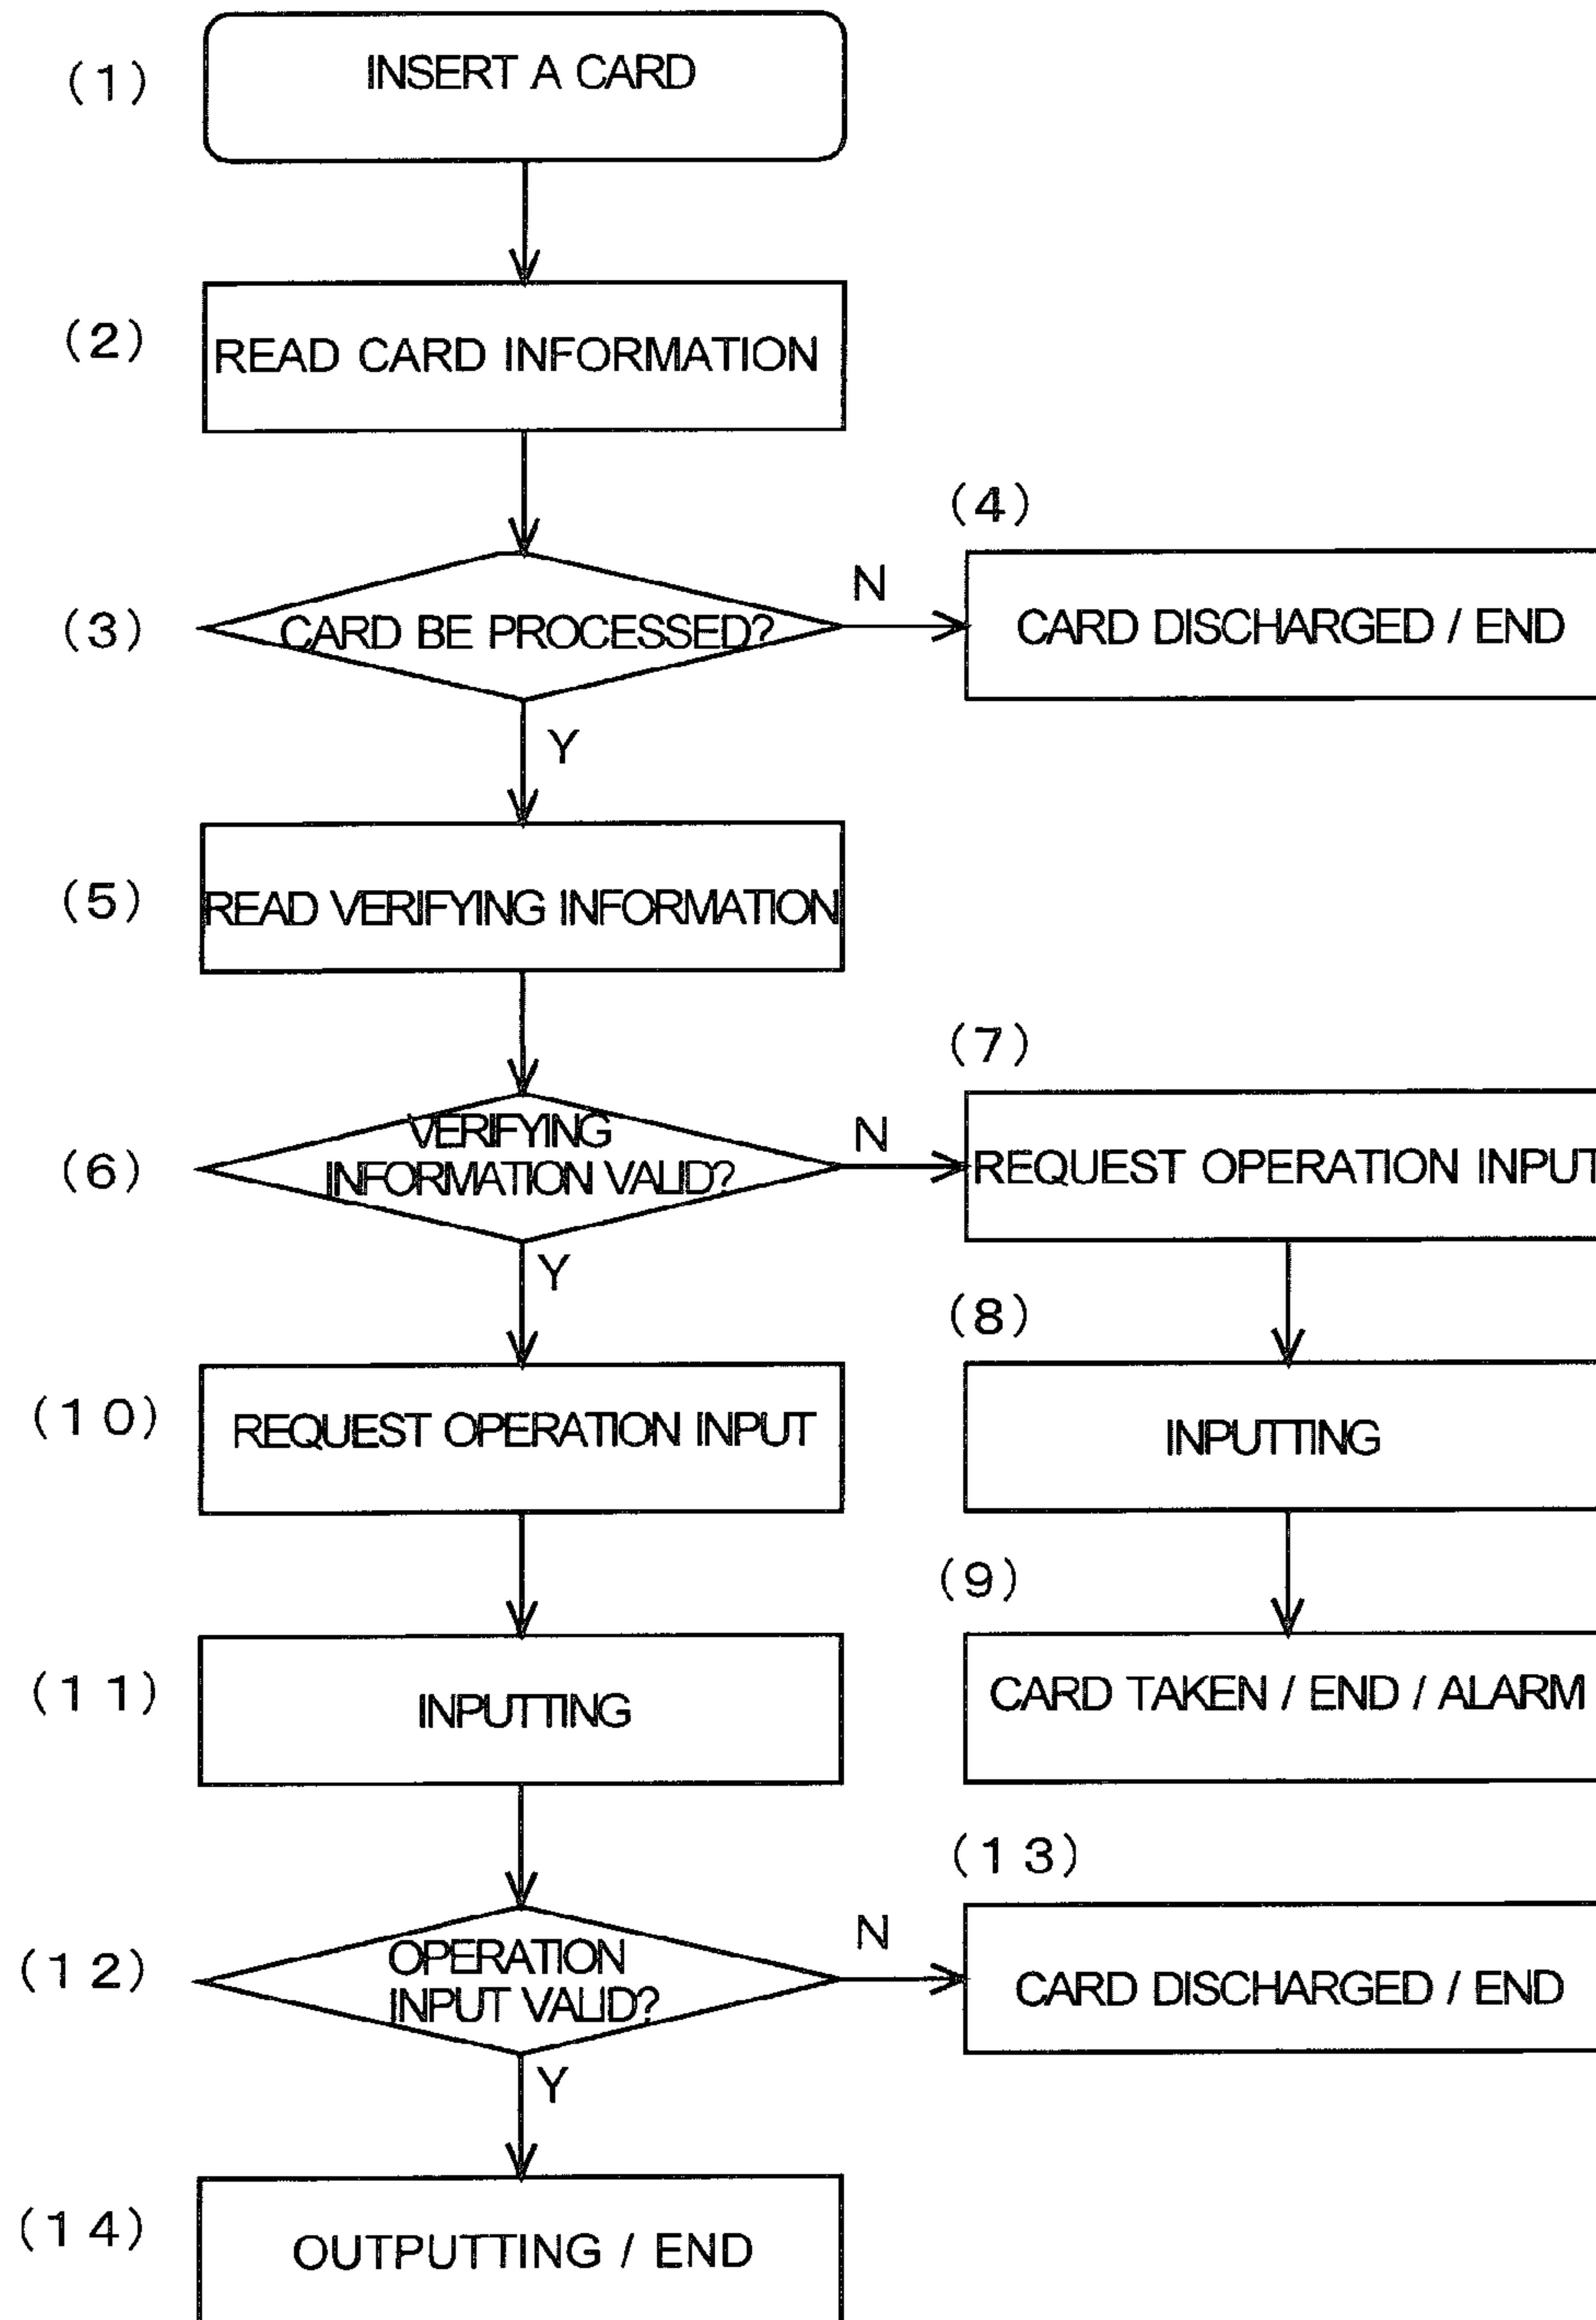 (1)
INSERT A CARD
(2)
READ CARD INFORMATION
(3)
CARD BE PROCESSED?
N
(4)
CARD DISCHARGED / END
Y
(5)
READ VERIFYING INFORMATION
(6)
VERIFYING
INFORMATION VALID?
N
(7)
REQUEST OPERATION INPUT
Y
(8)
INPUTTING
(9)
CARD TAKEN / END / ALARM
(10)
REQUEST OPERATION INPUT
(11)
INPUTTING
(12)
OPERATION
INPUT VALID?
N
(13)
CARD DISCHARGED / END
Y
(14)
OUTPUTTING / END